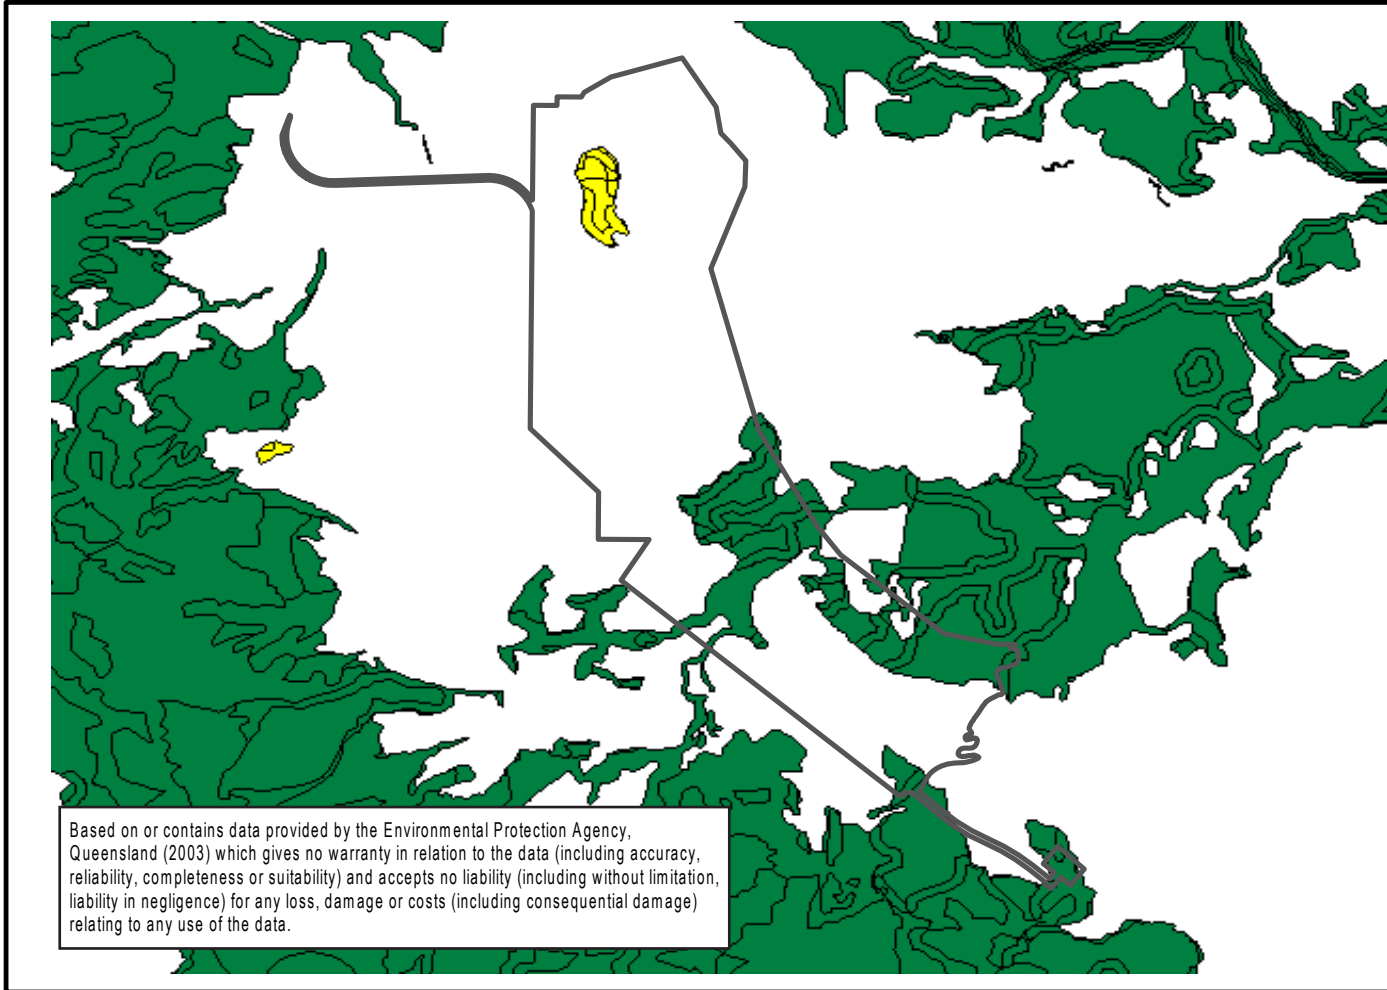 Based on or contains data provided by the Environmental Protection Agency,
Queensland (2003) which gives no warranty in relation to the data (including accuracy,
reliability, completeness or suitability) and accepts no liability (including without limitation,
liability in negligence) for any loss, damage or costs (including consequential damage)
relating to any use of the data.